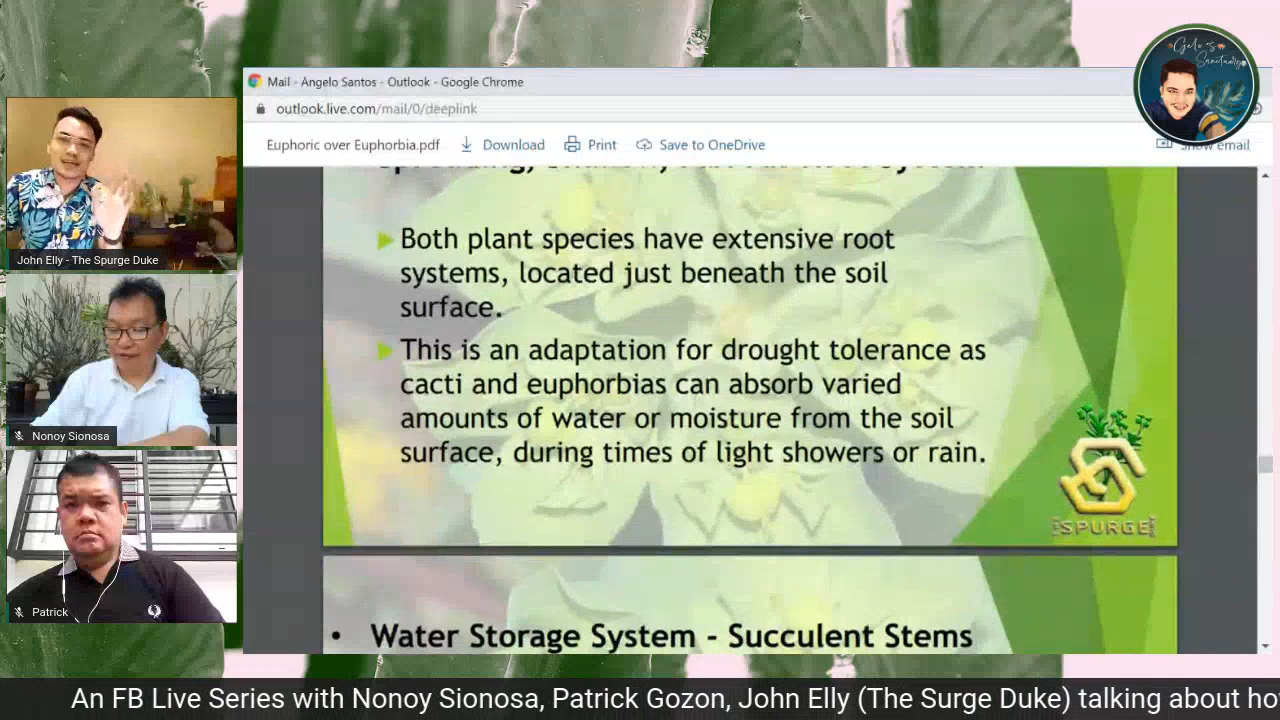 Gelo's
Sanctuary
Mail - Angelo Santos - Outlook - Google Chrome
outlook.live.com/mail/0/deeplink
Euphoric over Euphorbia.pdf
Download
Print
Save to OneDrive
Show email
John Elly - The Spurge Duke
Nonoy Sionosa
Patrick
Both plant species have extensive root
systems, located just beneath the soil
surface.
This is an adaptation for drought tolerance as
cacti and euphorbias can absorb varied
amounts of water or moisture from the soil
surface, during times of light showers or rain.
SPURGE
• Water Storage System - Succulent Stems
An FB Live Series with Nonoy Sionosa, Patrick Gozon, John Elly (The Surge Duke) talking about ho